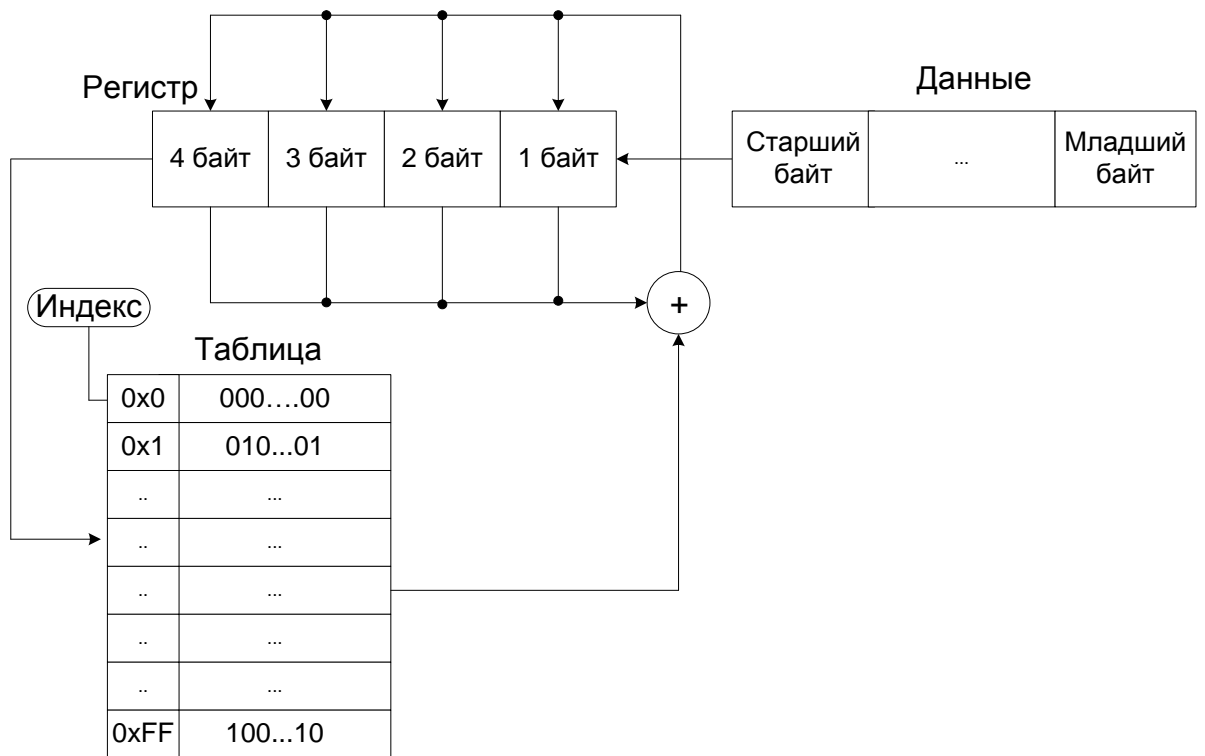 Регистр
Данные
4 байт
3 байт
2 байт
1 байт
Старший
байт
...
Младший
байт
Индекс
+
Таблица
0x0 000....00
0x1 010...01
.. ...
.. ...
.. ...
.. ...
.. ...
0xFF 100...10